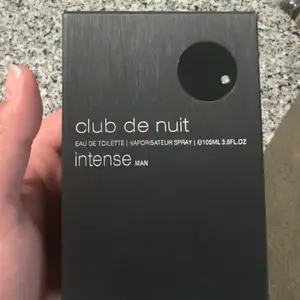 club de nuit
EAU DE TOILETTE | VAPORISATEUR SPRAY | ℮105ML 3.6FL.OZ
intense MAN